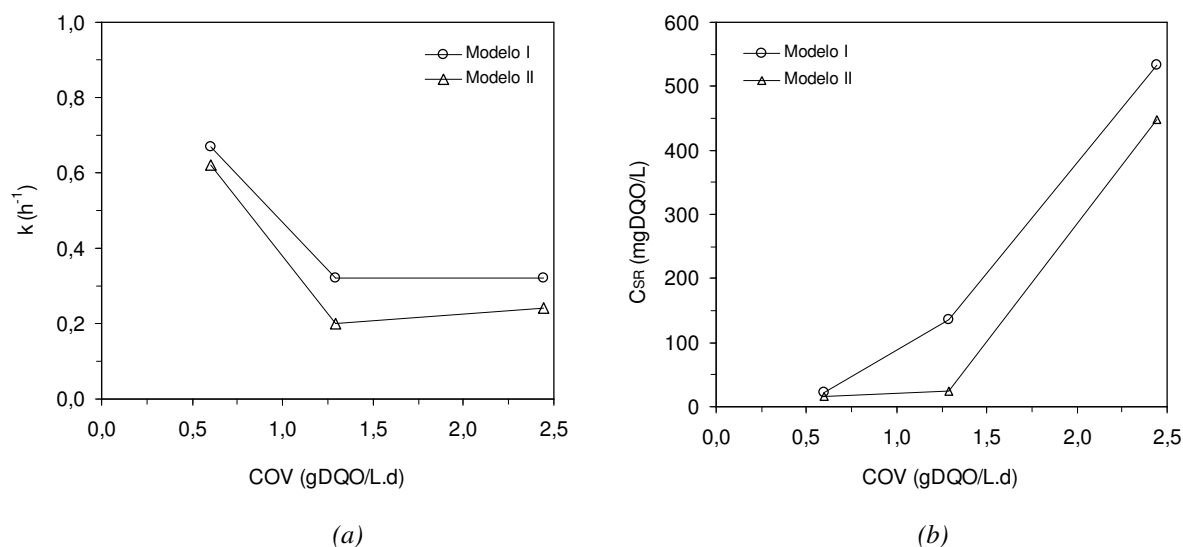 1,0
0,8
0,6
0,4
0,2
0,0
k (h⁻¹)
Modelo I
Modelo II
0,0 0,5 1,0 1,5 2,0 2,5
COV (gDQO/L.d)
(a)
600
500
400
300
200
100
0
CSR (mgDQO/L)
Modelo I
Modelo II
0,0 0,5 1,0 1,5 2,0 2,5
COV (gDQO/L.d)
(b)